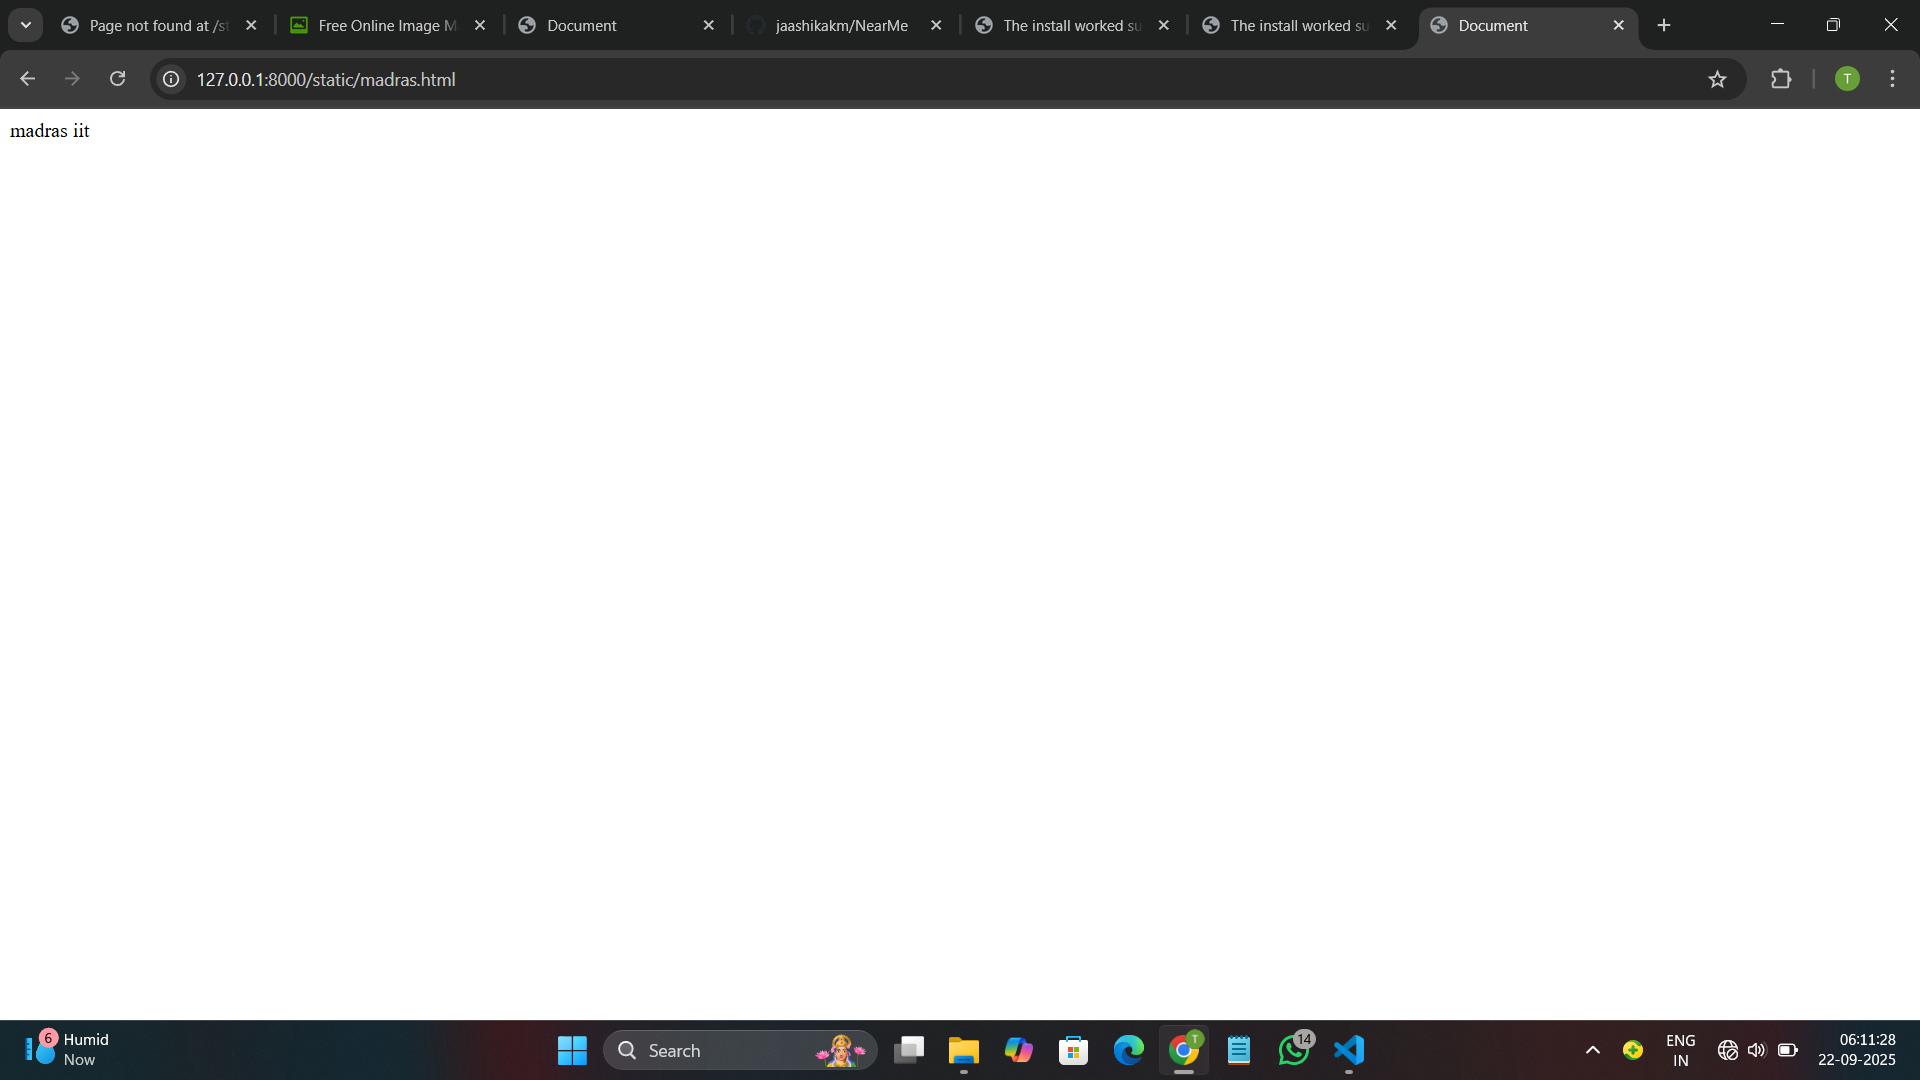 Page not found at /st
Free Online Image M
Document
jaashikakm/NearMe
The install worked su
The install worked su
Document
127.0.0.1:8000/static/madras.html
T
madras iit
6
Humid
Now
Search
T
14
ENG
IN
06:11:28
22-09-2025